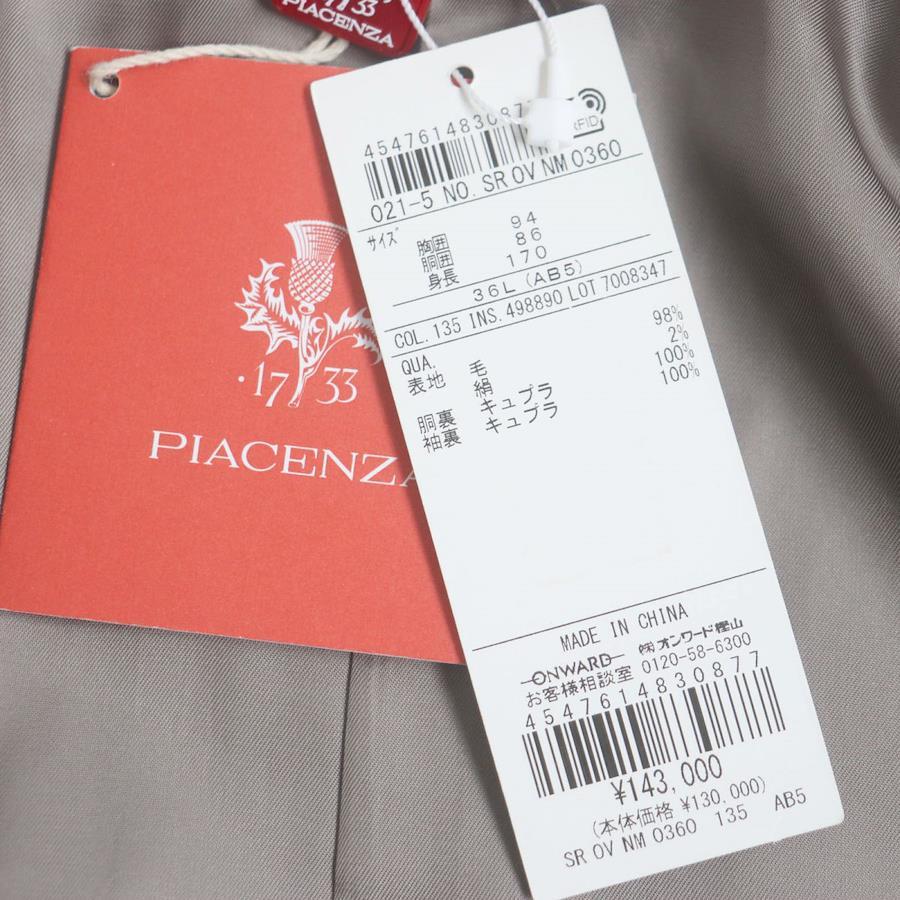 17 33
PIACENZA
·17 33
PIACENZA
45476148308
RFID
021-5 NO. SR OV NM 0360
サイズ
胸囲 94
胴囲 86
身長 170
36L (AB5)
COL. 135 INS. 498890 LOT 7008347
QUA.
表地 毛 98%
絹 2%
胴裏 キュプラ 100%
袖裏 キュプラ 100%
MADE IN CHINA
ONWARD ㈱オンワード樫山
お客様相談室 0120-58-6300
4547614830877
¥143,000
(本体価格 ¥130,000)
SR OV NM 0360 135 AB5